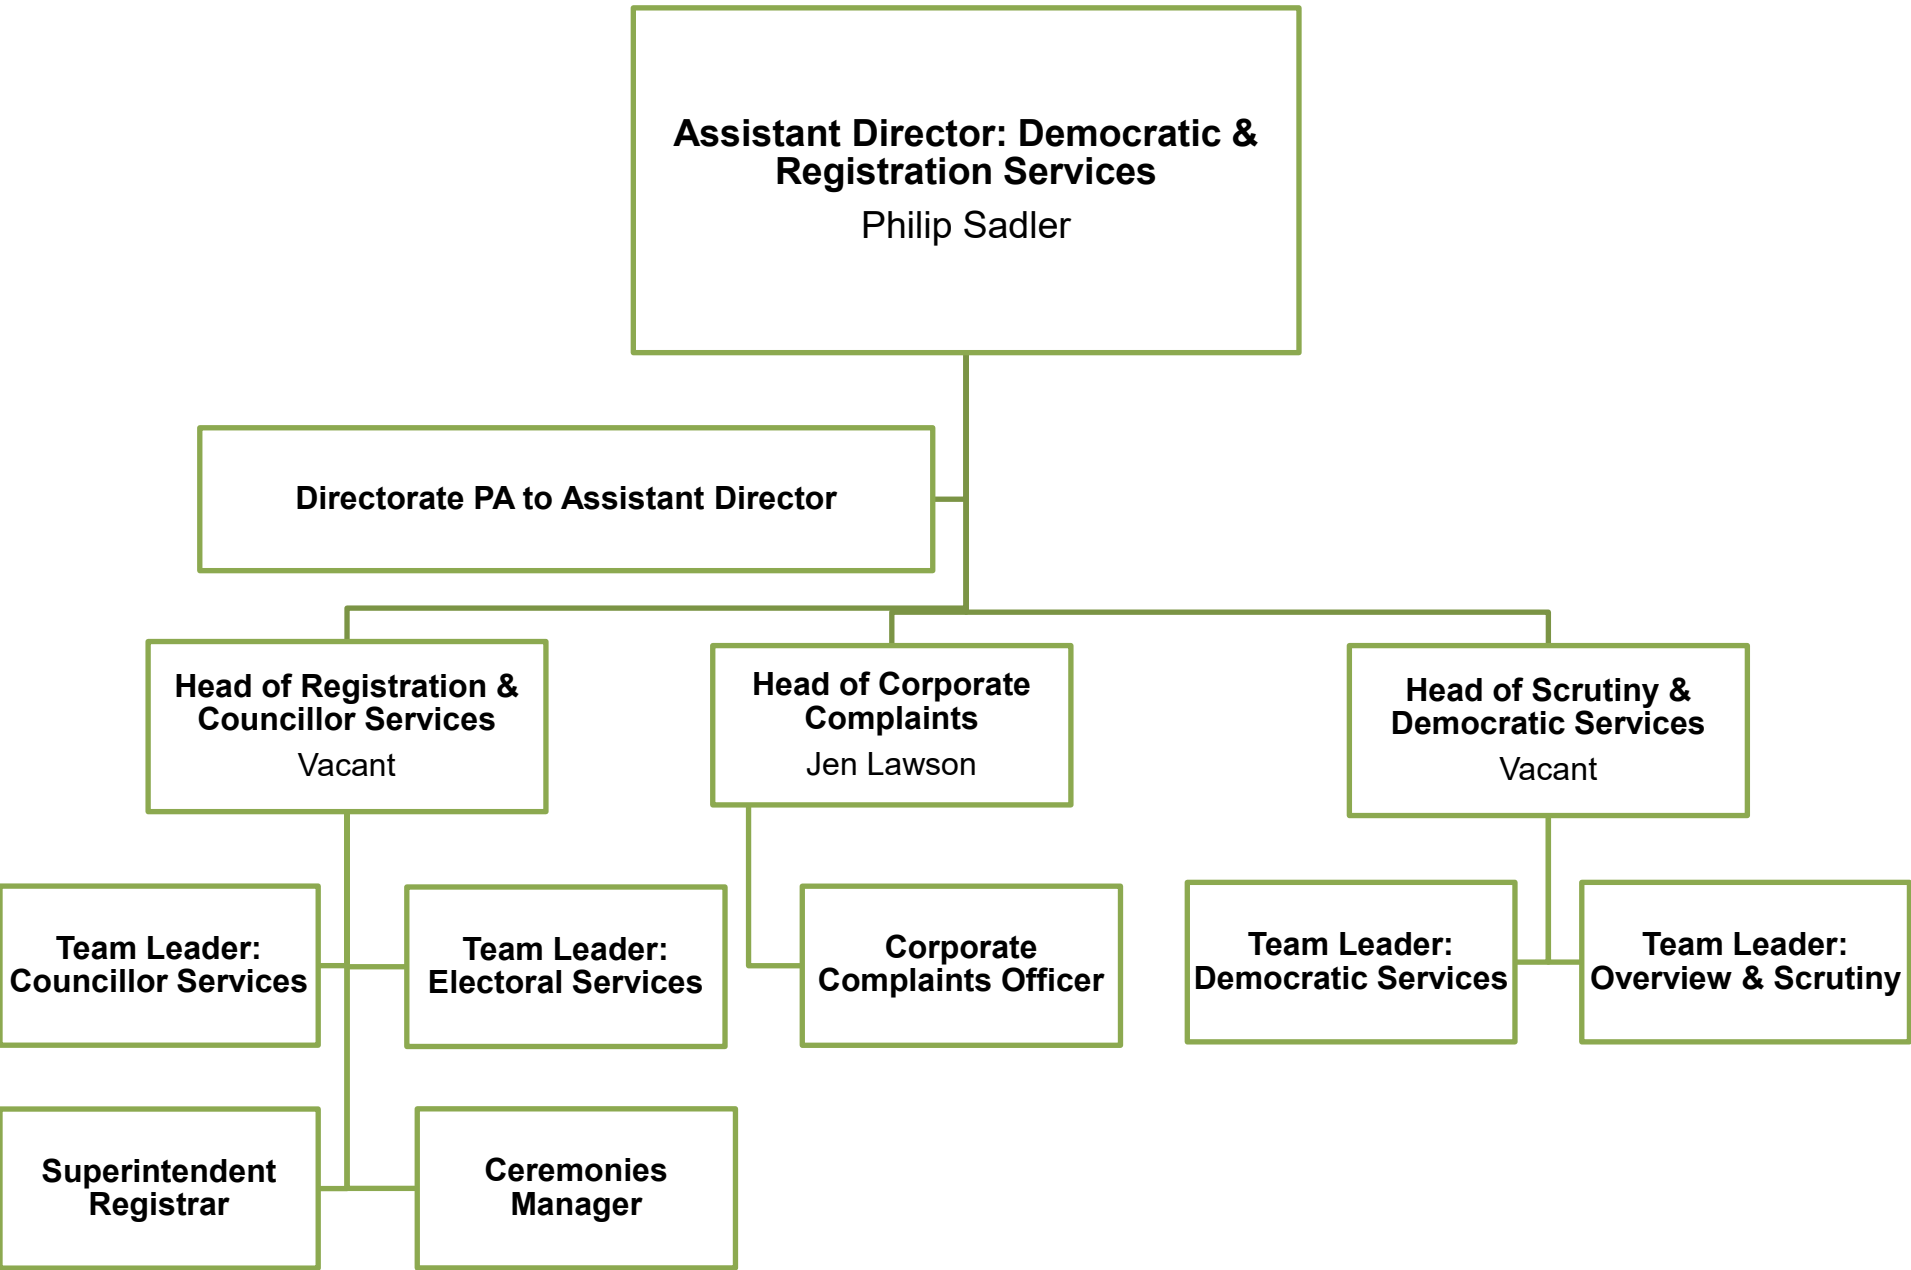 Assistant Director: Democratic &
Registration Services
Philip Sadler
Directorate PA to Assistant Director
Head of Registration &
Councillor Services
Vacant
Head of Corporate
Complaints
Jen Lawson
Head of Scrutiny &
Democratic Services
Vacant
Team Leader:
Councillor Services
Team Leader:
Electoral Services
Corporate
Complaints Officer
Team Leader:
Democratic Services
Team Leader:
Overview & Scrutiny
Superintendent
Registrar
Ceremonies
Manager